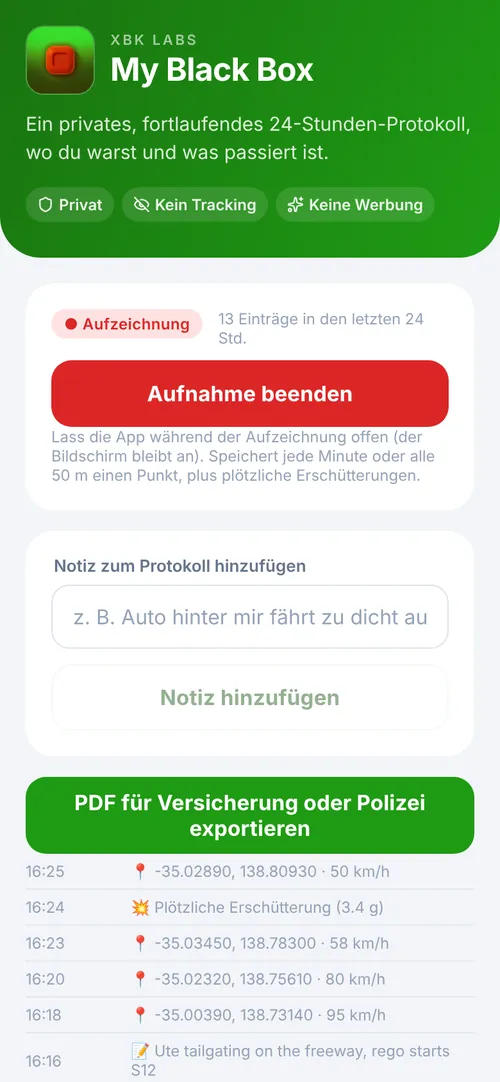 XBK LABS
My Black Box
Ein privates, fortlaufendes 24-Stunden-Protokoll,
wo du warst und was passiert ist.
Privat
Kein Tracking
Keine Werbung
Aufzeichnung
13 Einträge in den letzten 24
Std.
Aufnahme beenden
Lass die App während der Aufzeichnung offen (der
Bildschirm bleibt an). Speichert jede Minute oder alle
50 m einen Punkt, plus plötzliche Erschütterungen.
Notiz zum Protokoll hinzufügen
z. B. Auto hinter mir fährt zu dicht au
Notiz hinzufügen
PDF für Versicherung oder Polizei
exportieren
16:25 📍 -35.02890, 138.80930 · 50 km/h
16:24 💥 Plötzliche Erschütterung (3.4 g)
16:23 📍 -35.03450, 138.78300 · 58 km/h
16:20 📍 -35.02320, 138.75610 · 80 km/h
16:18 📍 -35.00390, 138.73140 · 95 km/h
16:16 📝 Ute tailgating on the freeway, rego starts
S12